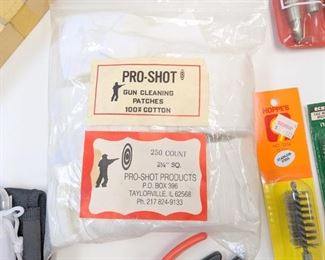 PRO-SHOT ®
GUN CLEANING
PATCHES
100% COTTON
250 COUNT
2¼" SQ.
PRO-SHOT PRODUCTS
P.O. BOX 396
TAYLORVILLE, IL 62568
Ph. 217 824-9133
HOPPE'S